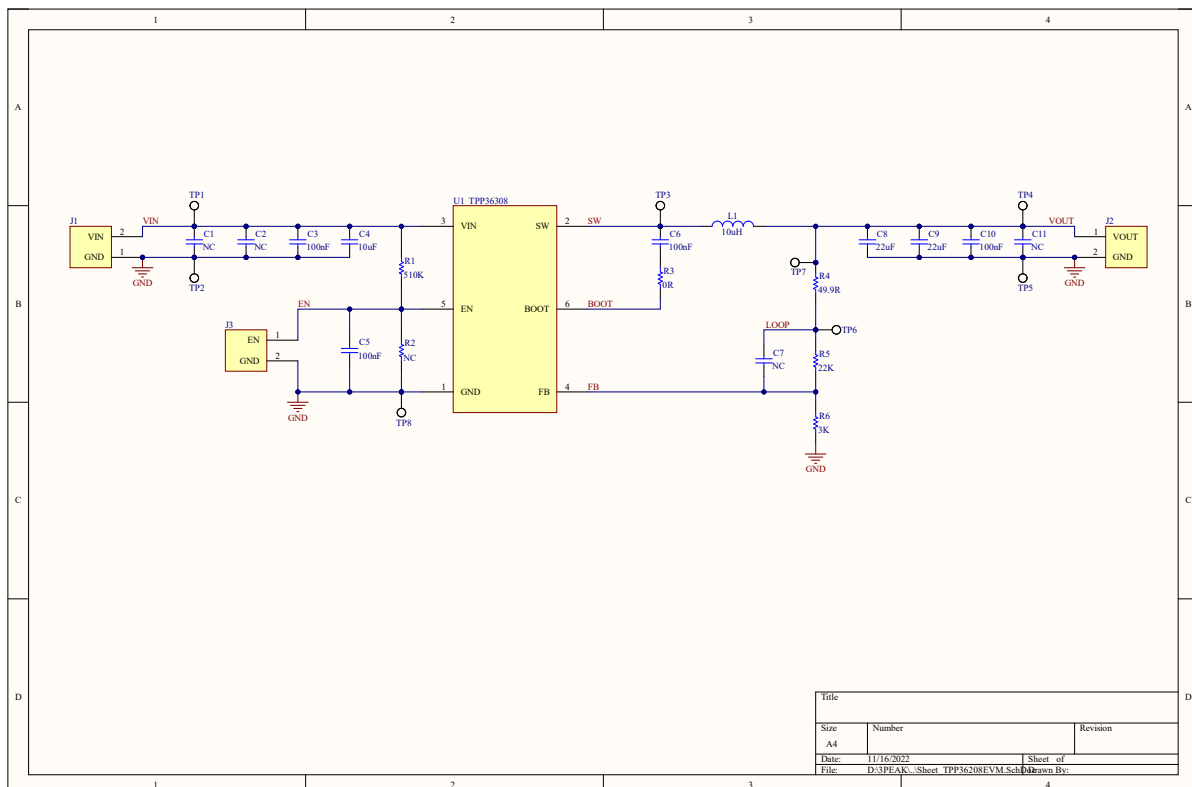 1 2 3 4
A A
TP1 TP3 TP4
U1 TPP36308
J1 VIN SW L1 VOUT J2
VIN 2 3 VIN SW 2 10uH 1 VOUT
C1 C2 C3 C4 C6 C8 C9 C10 C11
NC NC 100nF 10uF 100nF 22uF 22uF 100nF NC
GND 1 2 GND
R1 R3 TP7
510K 0R R4
GND TP2 49.9R TP5 GND
B B
EN 5 EN BOOT 6 BOOT
J3 LOOP TP6
EN 1
C5 R2 C7 R5
100nF NC NC 22K
GND 2
1 GND FB 4 FB
GND TP8 R6
3K
GND
C C
D D
Title
Size Number Revision
A4
Date: 11/16/2022 Sheet of
File: D:\3PEAK\..\Sheet TPP36208EVM.SchDoc Drawn By:
1 2 3 4